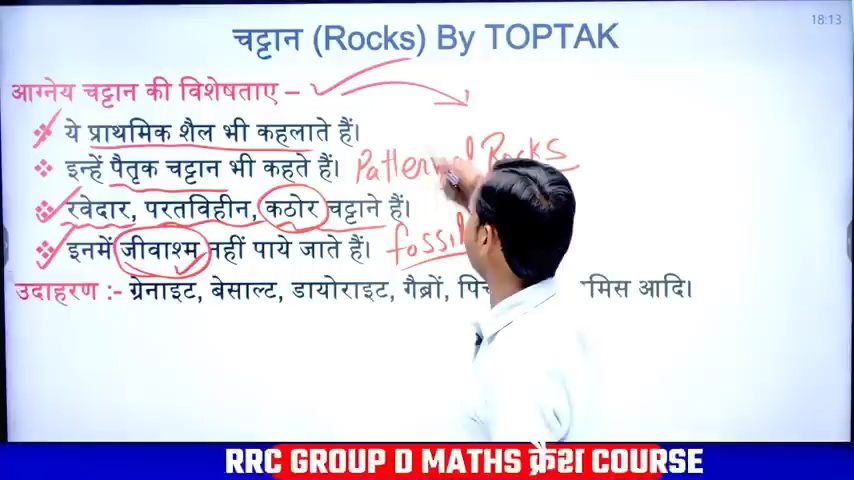 18:13
चट्टान (Rocks) By TOPTAK
आग्नेय चट्टान की विशेषताए –
ये प्राथमिक शैल भी कहलाते हैं।
इन्हें पैतृक चट्टान भी कहते हैं। Rocks
रवेदार, परतविहीन, कठोर चट्टाने हैं।
इनमें जीवाश्म नहीं पाये जाते हैं। fossil
उदाहरण :- ग्रेनाइट, बेसाल्ट, डायोराइट, गैब्रों, आदि।
RRC GROUP D MATHS क्रैश COURSE